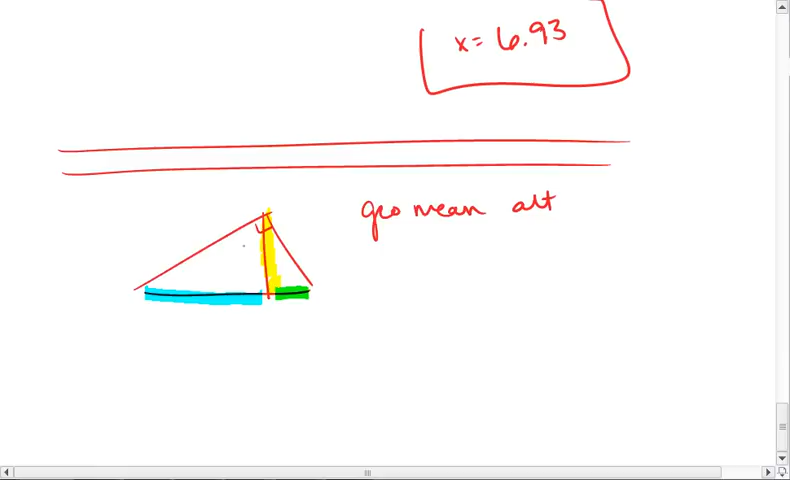 x = 6.93
geo mean alt